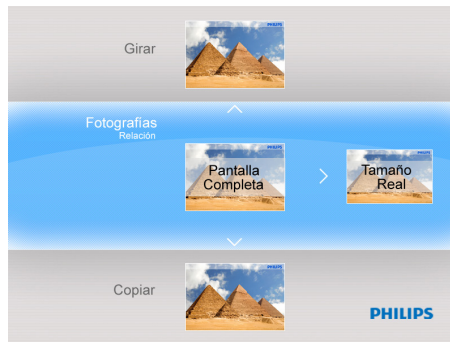 Girar
Fotografías
Relación
Pantalla
Completa
Tamaño
Real
Copiar
PHILIPS